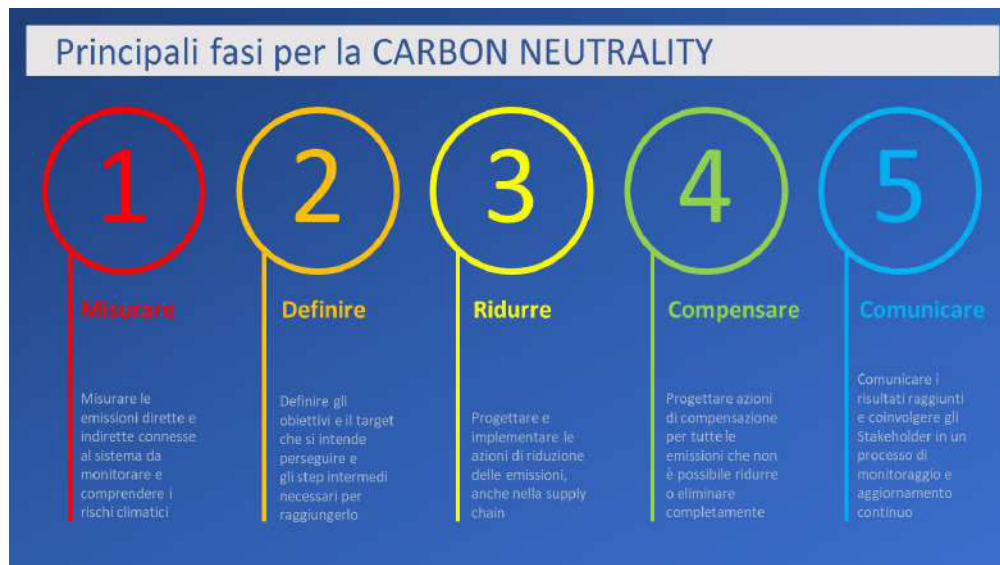 Principali fasi per la CARBON NEUTRALITY
1
Misurare
Misurare le
emissioni dirette e
indirette connesse
al sistema da
monitorare e
comprendere i
rischi climatici
2
Definire
Definire gli
obiettivi e il target
che si intende
perseguire e
gli step intermedi
necessari per
raggiungerlo
3
Ridurre
Progettare e
implementare le
azioni di riduzione
delle emissioni,
anche nella supply
chain
4
Compensare
Progettare azioni
di compensazione
per tutte le
emissioni che non
è possibile ridurre
o eliminare
completamente
5
Comunicare
Comunicare i
risultati raggiunti
e coinvolgere gli
Stakeholder in un
processo di
monitoraggio e
aggiornamento
continuo